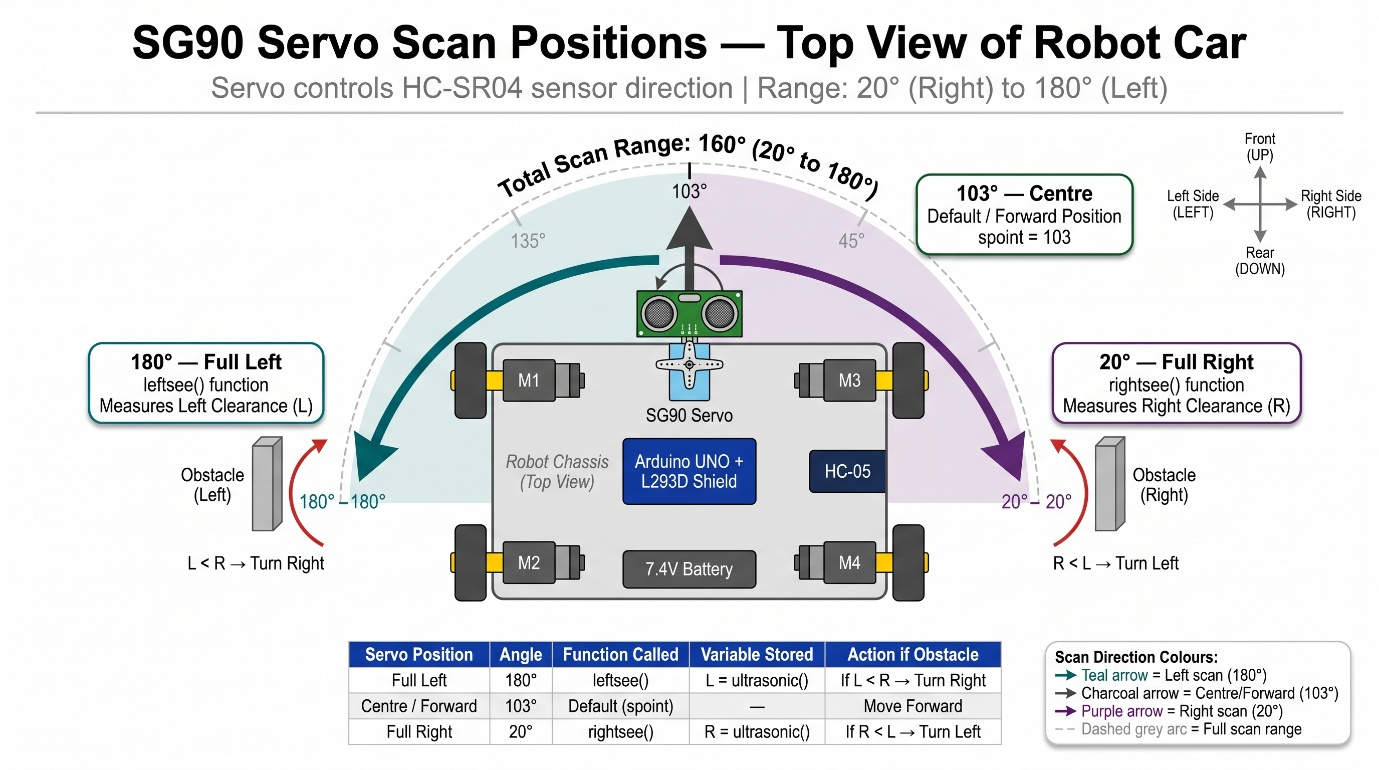 SG90 Servo Scan Positions — Top View of Robot Car
Servo controls HC-SR04 sensor direction | Range: 20° (Right) to 180° (Left)
Total Scan Range: 160° (20° to 180°)
103°
135°
45°
103° — Centre
Default / Forward Position
spoint = 103
Front
(UP)
Left Side
(LEFT)
Right Side
(RIGHT)
Rear
(DOWN)
180° — Full Left
leftsee() function
Measures Left Clearance (L)
20° — Full Right
rightsee() function
Measures Right Clearance (R)
M1
M3
SG90 Servo
Robot Chassis
(Top View)
Arduino UNO +
L293D Shield
HC-05
Obstacle
(Left)
180° 180°
20° 20°
Obstacle
(Right)
L < R → Turn Right
M2
7.4V Battery
M4
R < L → Turn Left
Servo Position Angle Function Called Variable Stored Action if Obstacle
Full Left 180° leftsee() L = ultrasonic() If L < R → Turn Right
Centre / Forward 103° Default (spoint) — Move Forward
Full Right 20° rightsee() R = ultrasonic() If R < L → Turn Left
Scan Direction Colours:
Teal arrow = Left scan (180°)
Charcoal arrow = Centre/Forward (103°)
Purple arrow = Right scan (20°)
Dashed grey arc = Full scan range